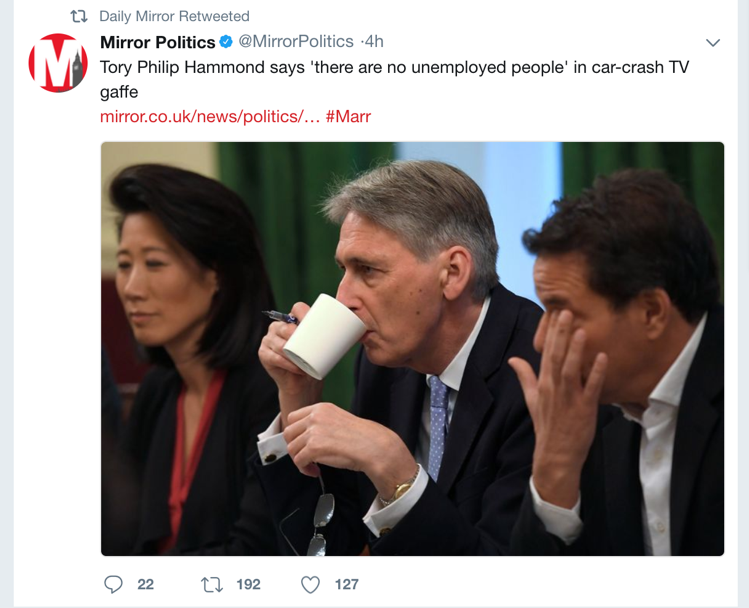 Daily Mirror Retweeted
Mirror Politics @MirrorPolitics ·4h
Tory Philip Hammond says 'there are no unemployed people' in car-crash TV
gaffe
mirror.co.uk/news/politics/… #Marr
22 192 127